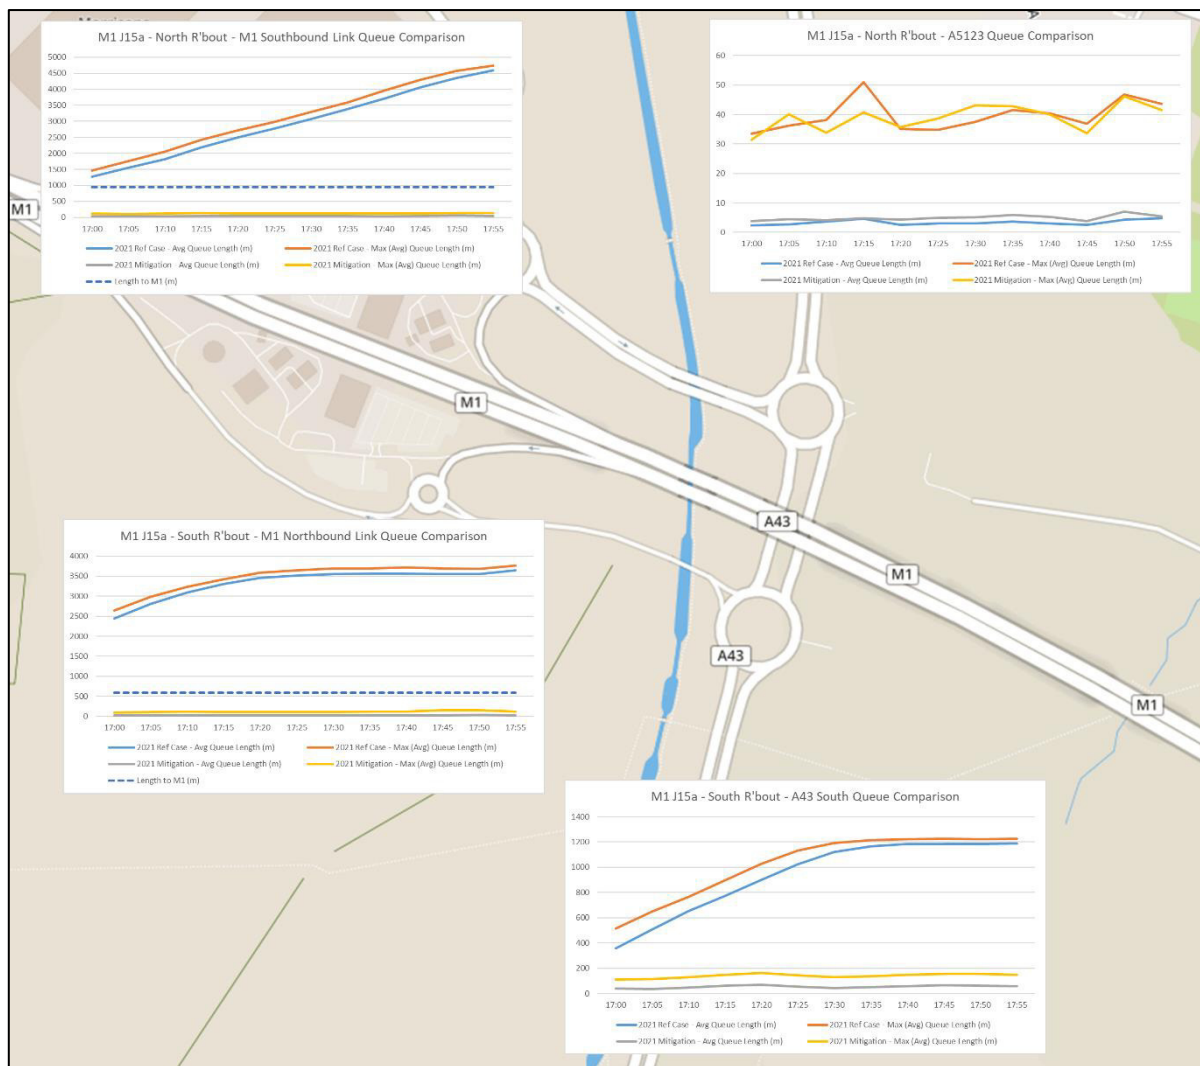 M1 J15a - North R'bout - M1 Southbound Link Queue Comparison
5000
4500
4000
3500
3000
2500
2000
1500
1000
500
0
17:00 17:05 17:10 17:15 17:20 17:25 17:30 17:35 17:40 17:45 17:50 17:55
2021 Ref Case - Avg Queue Length (m) 2021 Ref Case - Max (Avg) Queue Length (m)
2021 Mitigation - Avg Queue Length (m) 2021 Mitigation - Max (Avg) Queue Length (m)
Length to M1 (m)
M1 J15a - North R'bout - A5123 Queue Comparison
60
50
40
30
20
10
0
17:00 17:05 17:10 17:15 17:20 17:25 17:30 17:35 17:40 17:45 17:50 17:55
2021 Ref Case - Avg Queue Length (m) 2021 Ref Case - Max (Avg) Queue Length (m)
2021 Mitigation - Avg Queue Length (m) 2021 Mitigation - Max (Avg) Queue Length (m)
M1
M1
A43
M1
A43
M1
M1 J15a - South R'bout - M1 Northbound Link Queue Comparison
4000
3500
3000
2500
2000
1500
1000
500
0
17:00 17:05 17:10 17:15 17:20 17:25 17:30 17:35 17:40 17:45 17:50 17:55
2021 Ref Case - Avg Queue Length (m) 2021 Ref Case - Max (Avg) Queue Length (m)
2021 Mitigation - Avg Queue Length (m) 2021 Mitigation - Max (Avg) Queue Length (m)
Length to M1 (m)
M1 J15a - South R'bout - A43 South Queue Comparison
1400
1200
1000
800
600
400
200
0
17:00 17:05 17:10 17:15 17:20 17:25 17:30 17:35 17:40 17:45 17:50 17:55
2021 Ref Case - Avg Queue Length (m) 2021 Ref Case - Max (Avg) Queue Length (m)
2021 Mitigation - Avg Queue Length (m) 2021 Mitigation - Max (Avg) Queue Length (m)